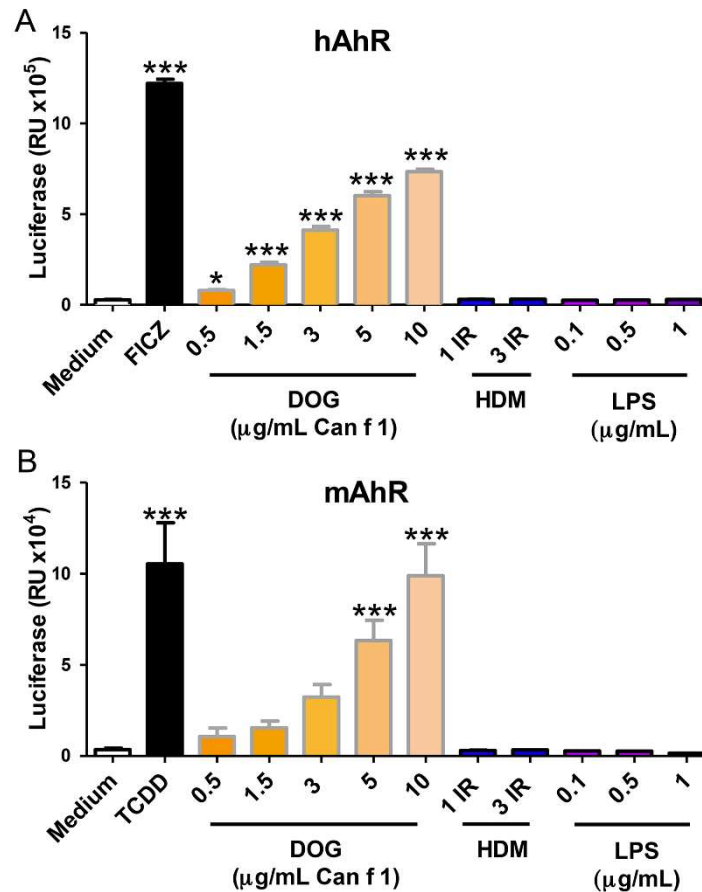 A
hAhR
Luciferase (RU x10⁵)
15
10
5
0
***
*
***
***
***
***
Medium
FICZ
0.5
1.5
3
5
10
1 IR
3 IR
0.1
0.5
1
DOG
HDM
LPS
(μg/mL Can f 1)
(μg/mL)
B
mAhR
Luciferase (RU x10⁴)
15
10
5
0
***
***
***
Medium
TCDD
0.5
1.5
3
5
10
1 IR
3 IR
0.1
0.5
1
DOG
HDM
LPS
(μg/mL Can f 1)
(μg/mL)